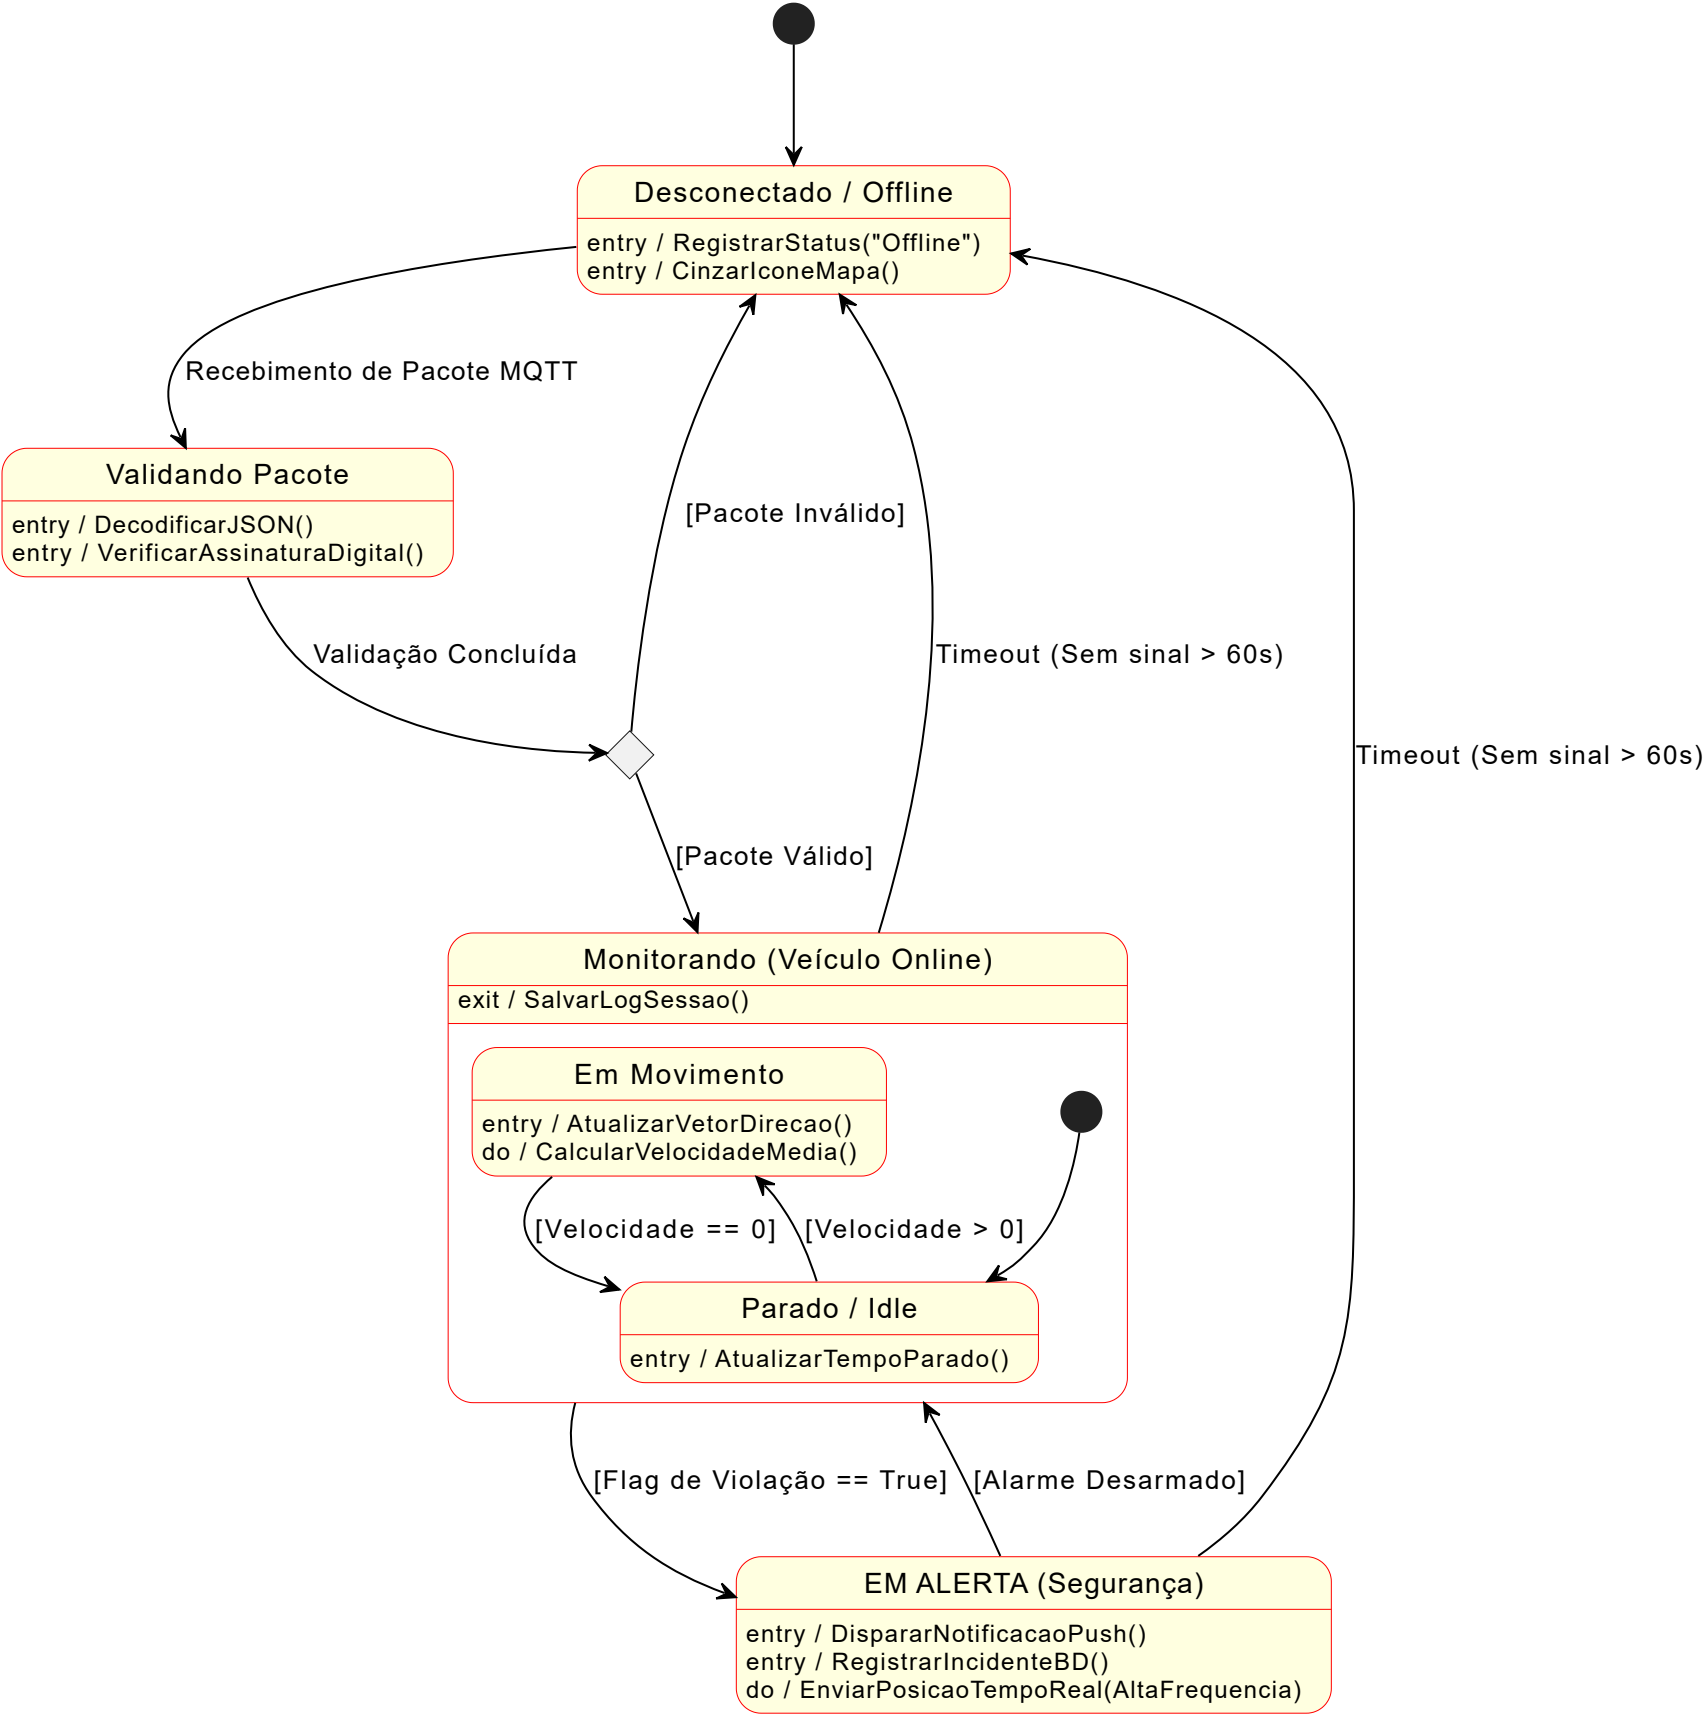 Desconectado / Offline
entry / RegistrarStatus("Offline")
entry / CinzarIconeMapa()
Recebimento de Pacote MQTT
Validando Pacote
entry / DecodificarJSON()
entry / VerificarAssinaturaDigital()
[Pacote Inválido]
Validação Concluída
Timeout (Sem sinal > 60s)
Timeout (Sem sinal > 60s)
[Pacote Válido]
Monitorando (Veículo Online)
exit / SalvarLogSessao()
Em Movimento
entry / AtualizarVetorDirecao()
do / CalcularVelocidadeMedia()
[Velocidade == 0]
[Velocidade > 0]
Parado / Idle
entry / AtualizarTempoParado()
[Flag de Violação == True]
[Alarme Desarmado]
EM ALERTA (Segurança)
entry / DispararNotificacaoPush()
entry / RegistrarIncidenteBD()
do / EnviarPosicaoTempoReal(AltaFrequencia)